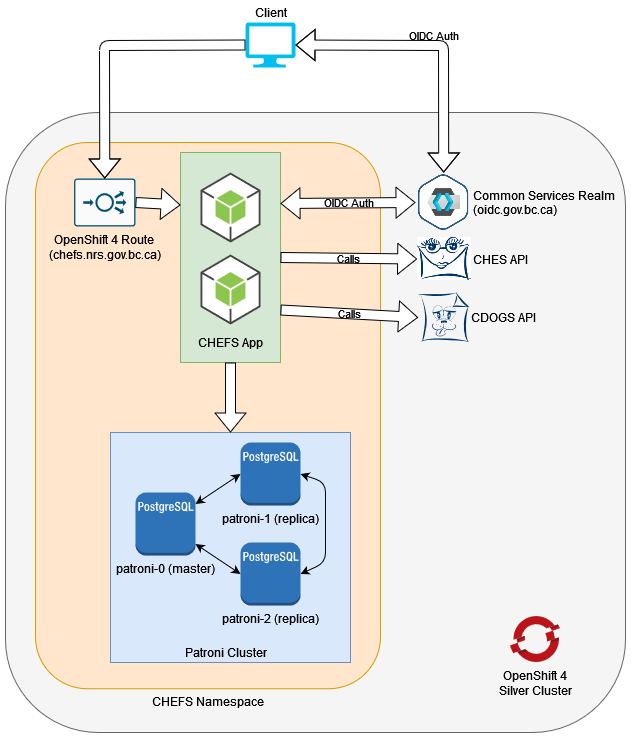 Client
OIDC Auth
OpenShift 4 Route
(chefs.nrs.gov.bc.ca)
OIDC Auth
Common Services Realm
(oidc.gov.bc.ca)
Calls
CHES API
Calls
CDOGS API
CHEFS App
PostgreSQL
patroni-1 (replica)
PostgreSQL
patroni-0 (master)
PostgreSQL
patroni-2 (replica)
Patroni Cluster
OpenShift 4
Silver Cluster
CHEFS Namespace